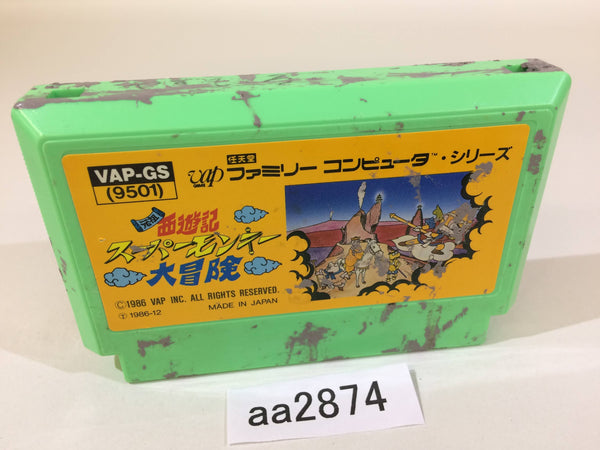 VAP-GS
(9501)
vap 任天堂 ファミリー コンピュータ™・シリーズ
元祖 西遊記
スーパーモンキー
大冒険
©1986 VAP INC. ALL RIGHTS RESERVED.
1986-12 MADE IN JAPAN
aa2874